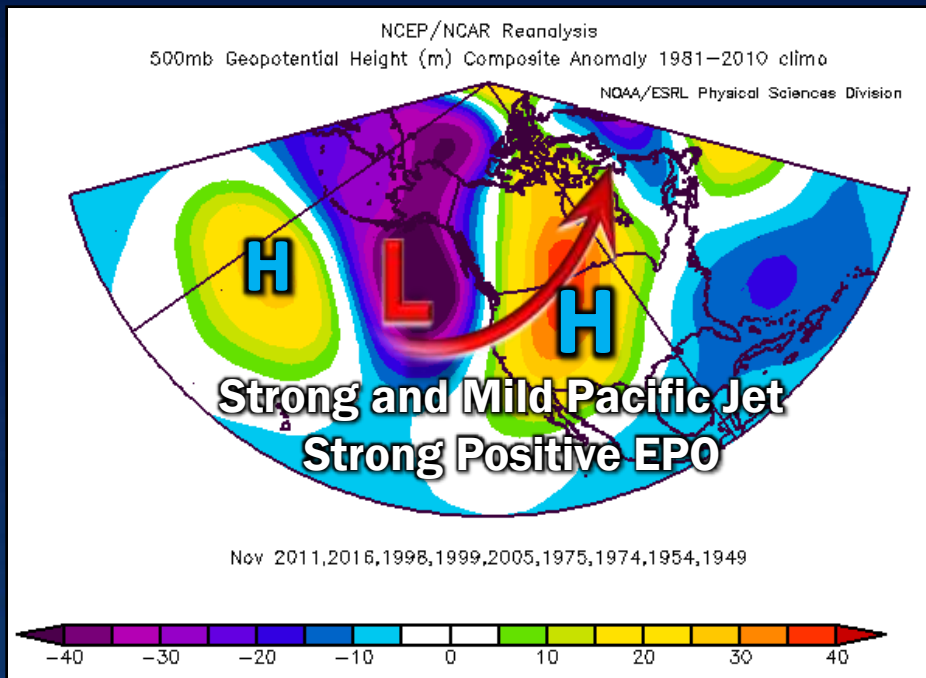 NCEP/NCAR Reanalysis
500mb Geopotential Height (m) Composite Anomaly 1981-2010 climo
NOAA/ESRL Physical Sciences Division
H
L
H
Strong and Mild Pacific Jet
Strong Positive EPO
Nov 2011,2016,1998,1999,2005,1975,1974,1954,1949
-40 -30 -20 -10 0 10 20 30 40